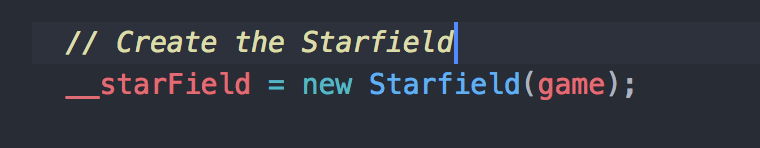 // Create the Starfield
__starField = new Starfield(game);